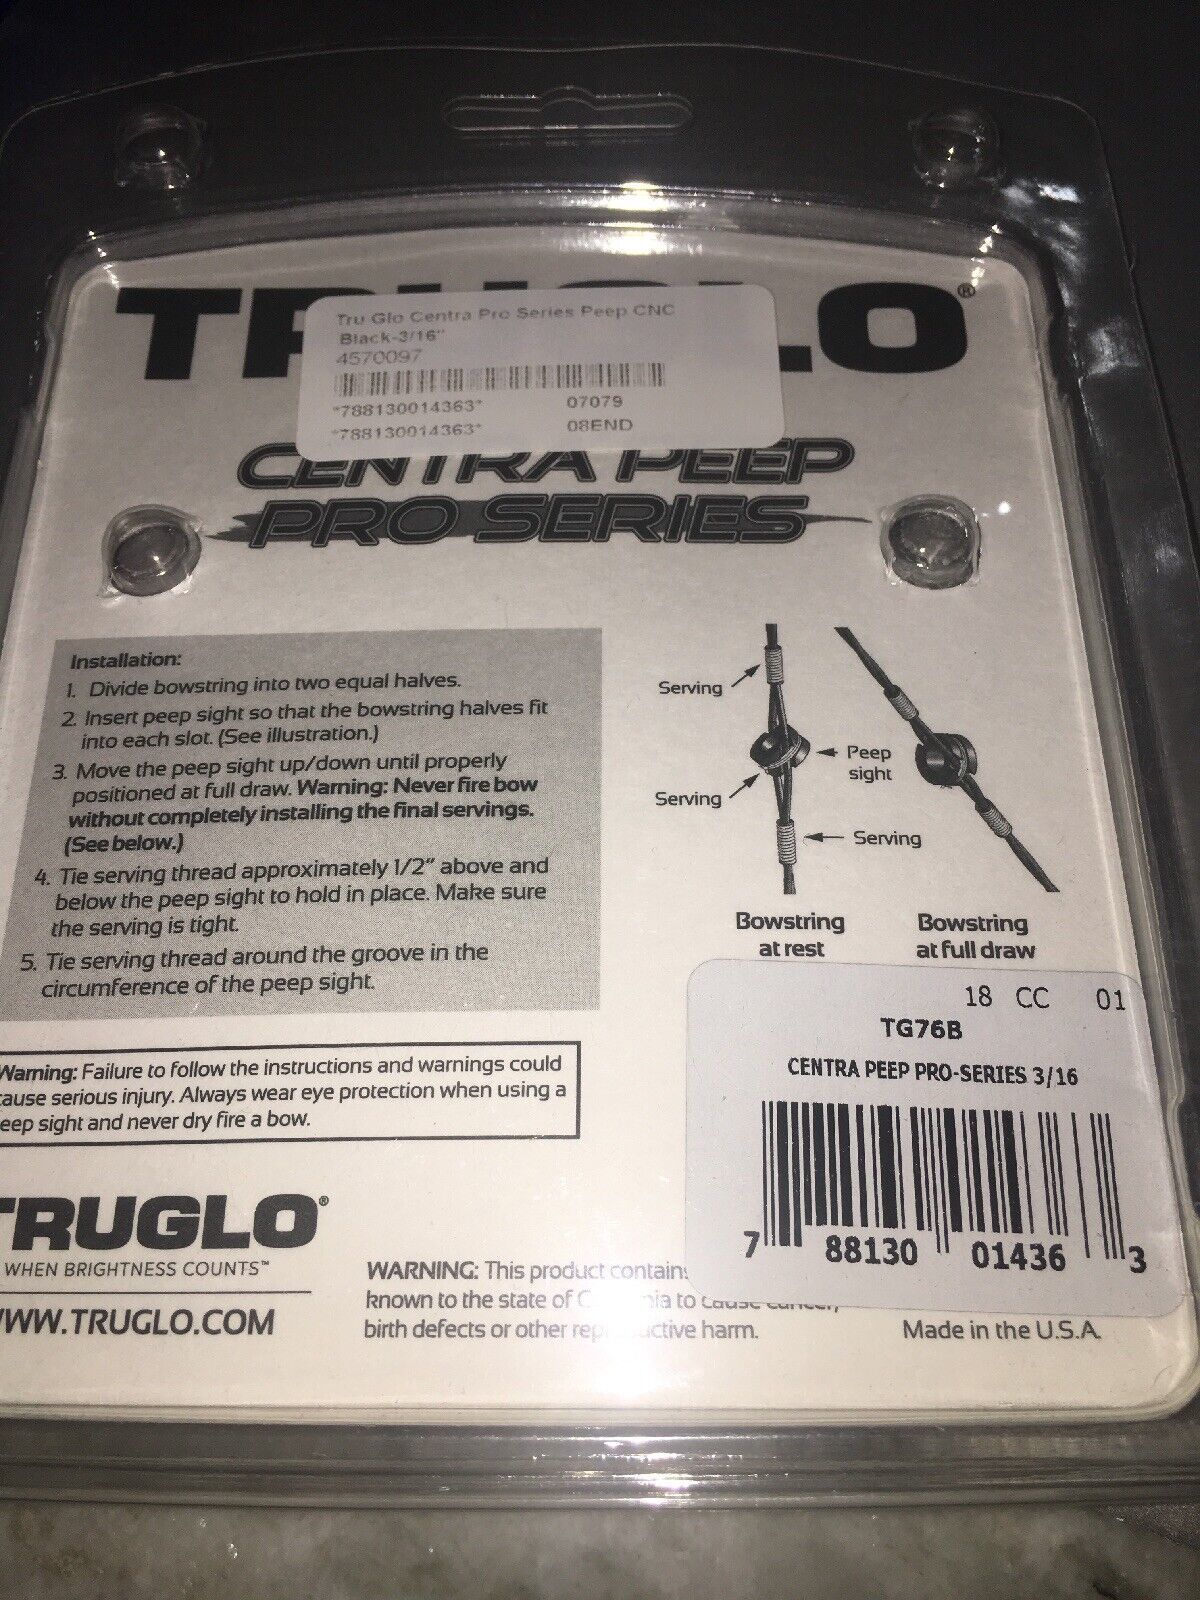 Tru Glo Centra Pro Series Peep CNC
Black-3/16"
4570097
*788130014363* 07079
*788130014363* 08END
CENTRA PEEP
PRO SERIES
Installation:
1. Divide bowstring into two equal halves.
2. Insert peep sight so that the bowstring halves fit
into each slot. (See illustration.)
3. Move the peep sight up/down until properly
positioned at full draw. Warning: Never fire bow
without completely installing the final servings.
(See below.)
4. Tie serving thread approximately 1/2" above and
below the peep sight to hold in place. Make sure
the serving is tight.
5. Tie serving thread around the groove in the
circumference of the peep sight.
Serving
Peep
sight
Serving
Serving
Bowstring
at rest
Bowstring
at full draw
Warning: Failure to follow the instructions and warnings could
cause serious injury. Always wear eye protection when using a
eep sight and never dry fire a bow.
18 CC 01
TG76B
CENTRA PEEP PRO-SERIES 3/16
7 88130 01436 3
TRUGLO®
WHEN BRIGHTNESS COUNTS™
WWW.TRUGLO.COM
WARNING: This product contains
known to the state of to cause cancer,
birth defects or other harm.
Made in the U.S.A.